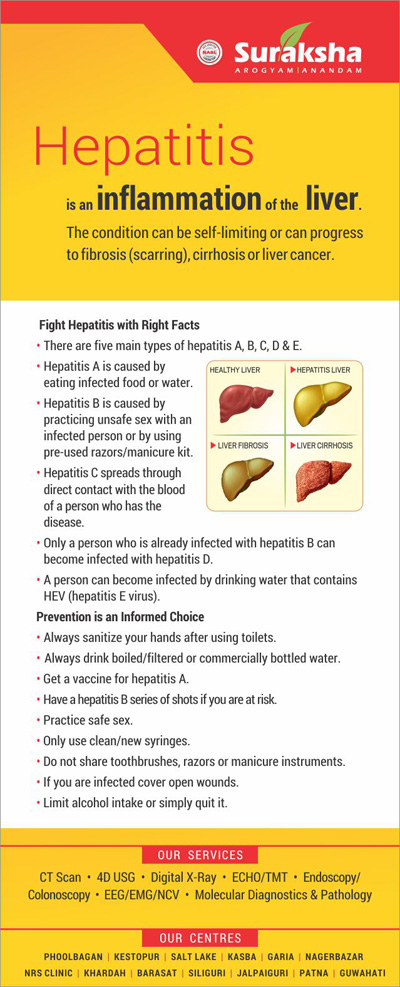 Suraksha
AROGYAM | ANANDAM
Hepatitis
is an inflammation of the liver.
The condition can be self-limiting or can progress
to fibrosis (scarring), cirrhosis or liver cancer.
Fight Hepatitis with Right Facts
• There are five main types of hepatitis A, B, C, D & E.
• Hepatitis A is caused by
eating infected food or water.
• Hepatitis B is caused by
practicing unsafe sex with an
infected person or by using
pre-used razors/manicure kit.
• Hepatitis C spreads through
direct contact with the blood
of a person who has the
disease.
HEALTHY LIVER
▶ HEPATITIS LIVER
▶ LIVER FIBROSIS
▶ LIVER CIRRHOSIS
• Only a person who is already infected with hepatitis B can
become infected with hepatitis D.
• A person can become infected by drinking water that contains
HEV (hepatitis E virus).
Prevention is an Informed Choice
• Always sanitize your hands after using toilets.
• Always drink boiled/filtered or commercially bottled water.
• Get a vaccine for hepatitis A.
• Have a hepatitis B series of shots if you are at risk.
• Practice safe sex.
• Only use clean/new syringes.
• Do not share toothbrushes, razors or manicure instruments.
• If you are infected cover open wounds.
• Limit alcohol intake or simply quit it.
OUR SERVICES
CT Scan • 4D USG • Digital X-Ray • ECHO/TMT • Endoscopy/
Colonoscopy • EEG/EMG/NCV • Molecular Diagnostics & Pathology
OUR CENTRES
PHOOLBAGAN | KESTOPUR | SALT LAKE | KASBA | GARIA | NAGERBAZAR
NRS CLINIC | KHARDAH | BARASAT | SILIGURI | JALPAIGURI | PATNA | GUWAHATI